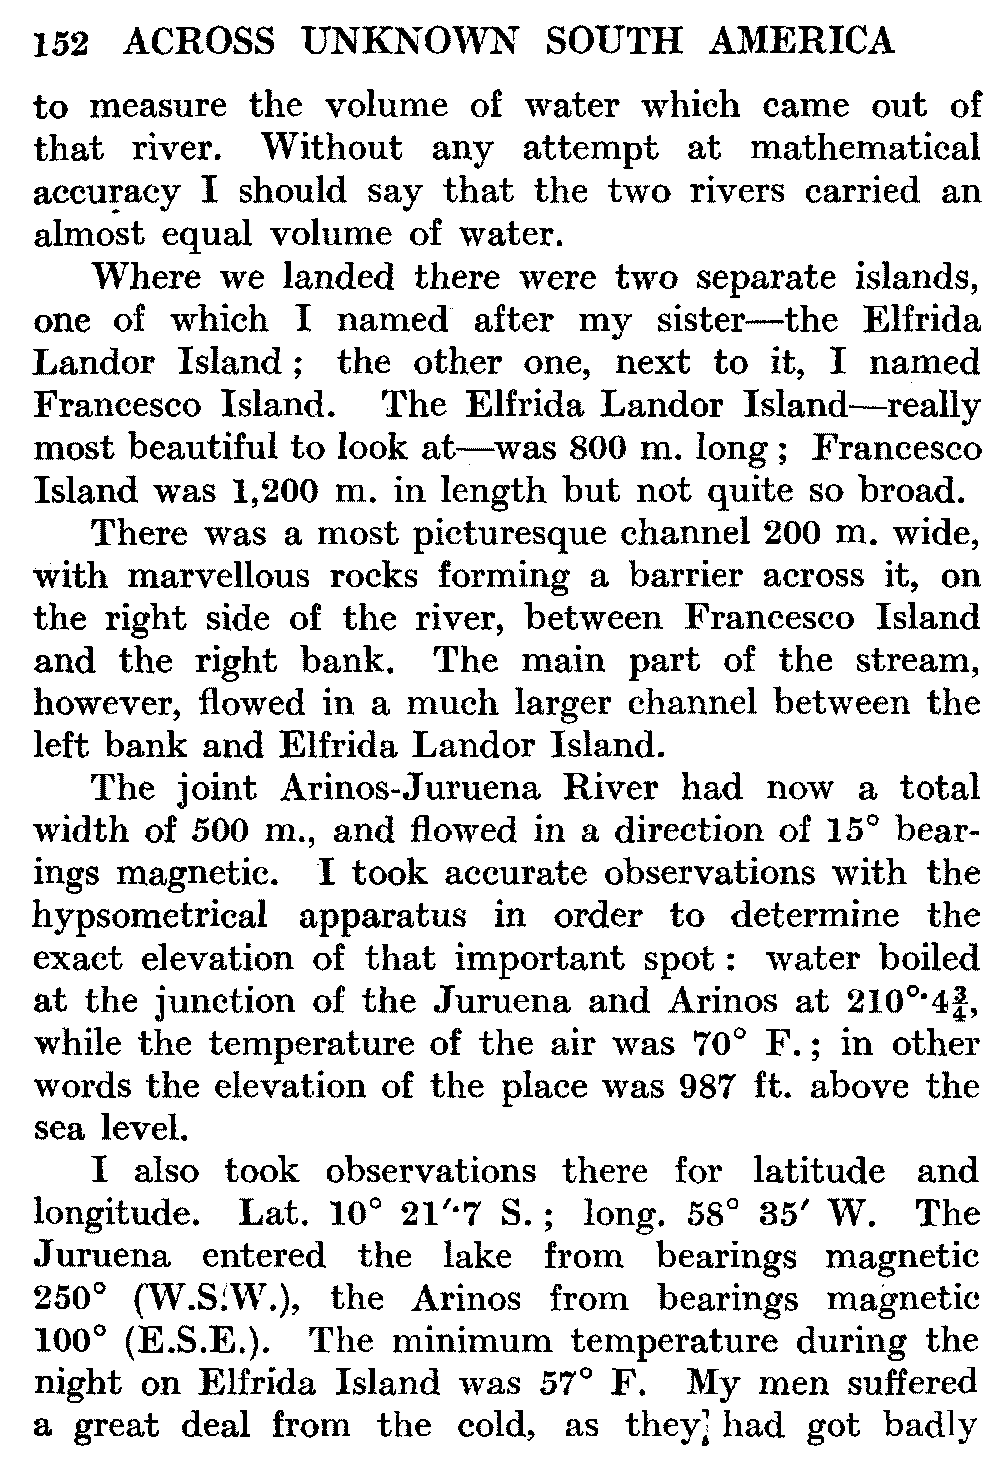 152 ACROSS UNKNOWN SOUTH AMERICA
to measure the volume of water which came out of
that river. Without any attempt at mathematical
accuracy I should say that the two rivers carried an
almost equal volume of water.
Where we landed there were two separate islands,
one of which I named after my sister—the Elfrida
Landor Island; the other one, next to it, I named
Francesco Island. The Elfrida Landor Island—really
most beautiful to look at—was 800 m. long; Francesco
Island was 1,200 m. in length but not quite so broad.
There was a most picturesque channel 200 m. wide,
with marvellous rocks forming a barrier across it, on
the right side of the river, between Francesco Island
and the right bank. The main part of the stream,
however, flowed in a much larger channel between the
left bank and Elfrida Landor Island.
The joint Arinos-Juruena River had now a total
width of 500 m., and flowed in a direction of 15° bear-
ings magnetic. I took accurate observations with the
hypsometrical apparatus in order to determine the
exact elevation of that important spot: water boiled
at the junction of the Juruena and Arinos at 210°·4¾,
while the temperature of the air was 70° F.; in other
words the elevation of the place was 987 ft. above the
sea level.
I also took observations there for latitude and
longitude. Lat. 10° 21′·7 S.; long. 58° 35′ W. The
Juruena entered the lake from bearings magnetic
250° (W.S.W.), the Arinos from bearings magnetic
100° (E.S.E.). The minimum temperature during the
night on Elfrida Island was 57° F. My men suffered
a great deal from the cold, as they had got badly